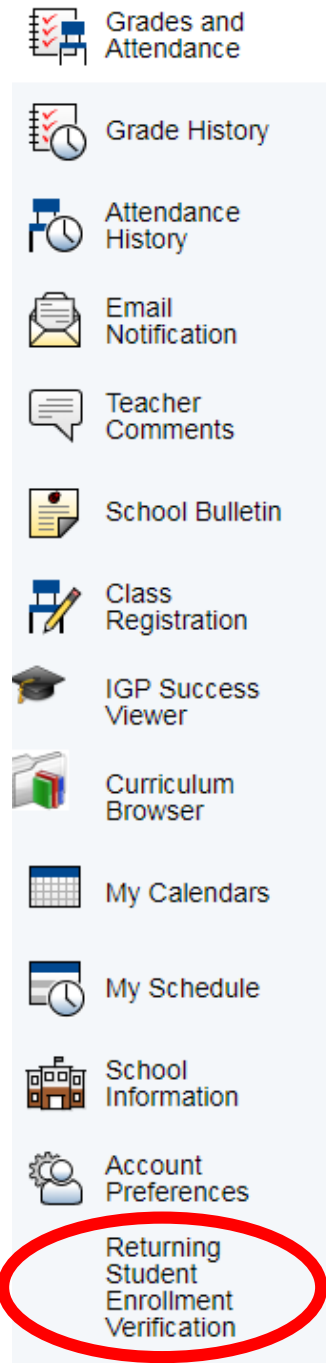 Grades and
Attendance
Grade History
Attendance
History
Email
Notification
Teacher
Comments
School Bulletin
Class
Registration
IGP Success
Viewer
Curriculum
Browser
My Calendars
My Schedule
School
Information
Account
Preferences
Returning
Student
Enrollment
Verification